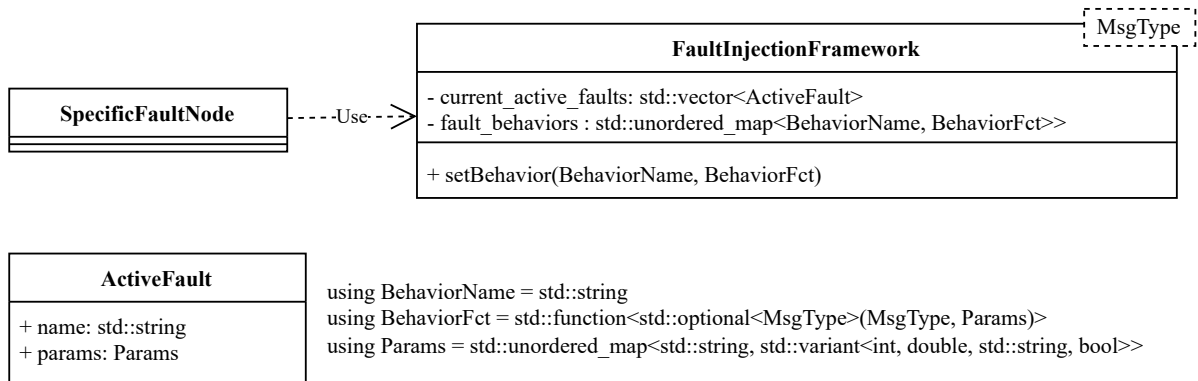 MsgType
FaultInjectionFramework
- current_active_faults: std::vector<ActiveFault>
- fault_behaviors : std::unordered_map<BehaviorName, BehaviorFct>>
+ setBehavior(BehaviorName, BehaviorFct)
SpecificFaultNode
Use
ActiveFault
+ name: std::string
+ params: Params
using BehaviorName = std::string
using BehaviorFct = std::function<std::optional<MsgType>(MsgType, Params)>
using Params = std::unordered_map<std::string, std::variant<int, double, std::string, bool>>